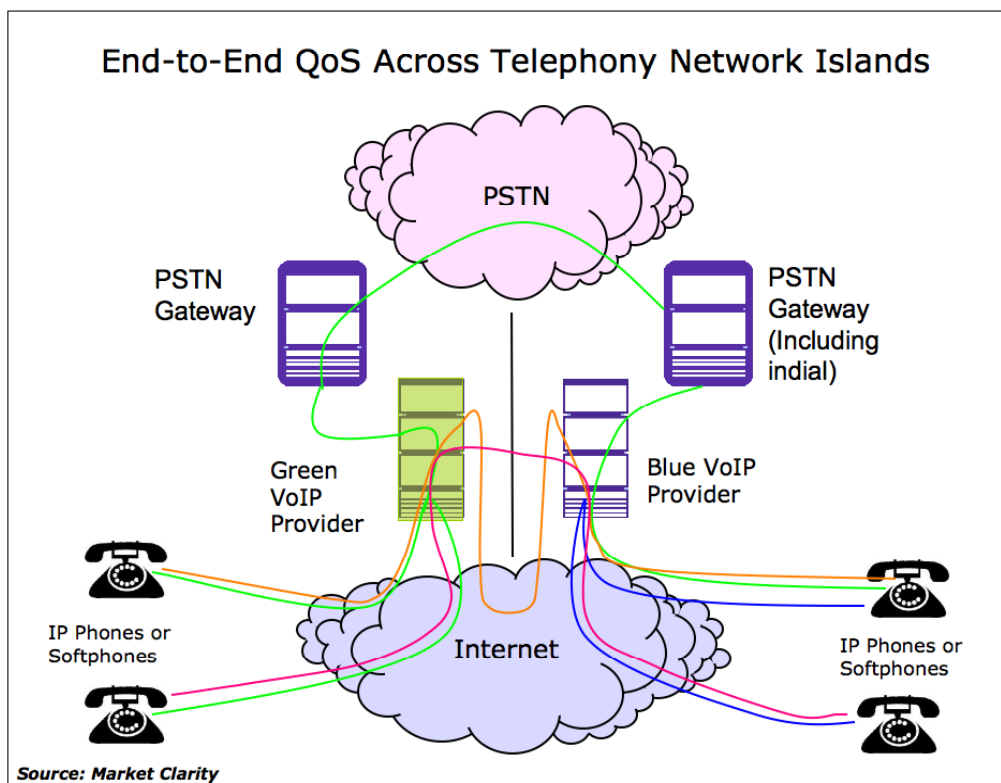 End-to-End QoS Across Telephony Network Islands
PSTN
PSTN
Gateway
PSTN
Gateway
(Including
indial)
Green
VoIP
Provider
Blue VoIP
Provider
IP Phones or
Softphones
Internet
IP Phones or
Softphones
Source: Market Clarity